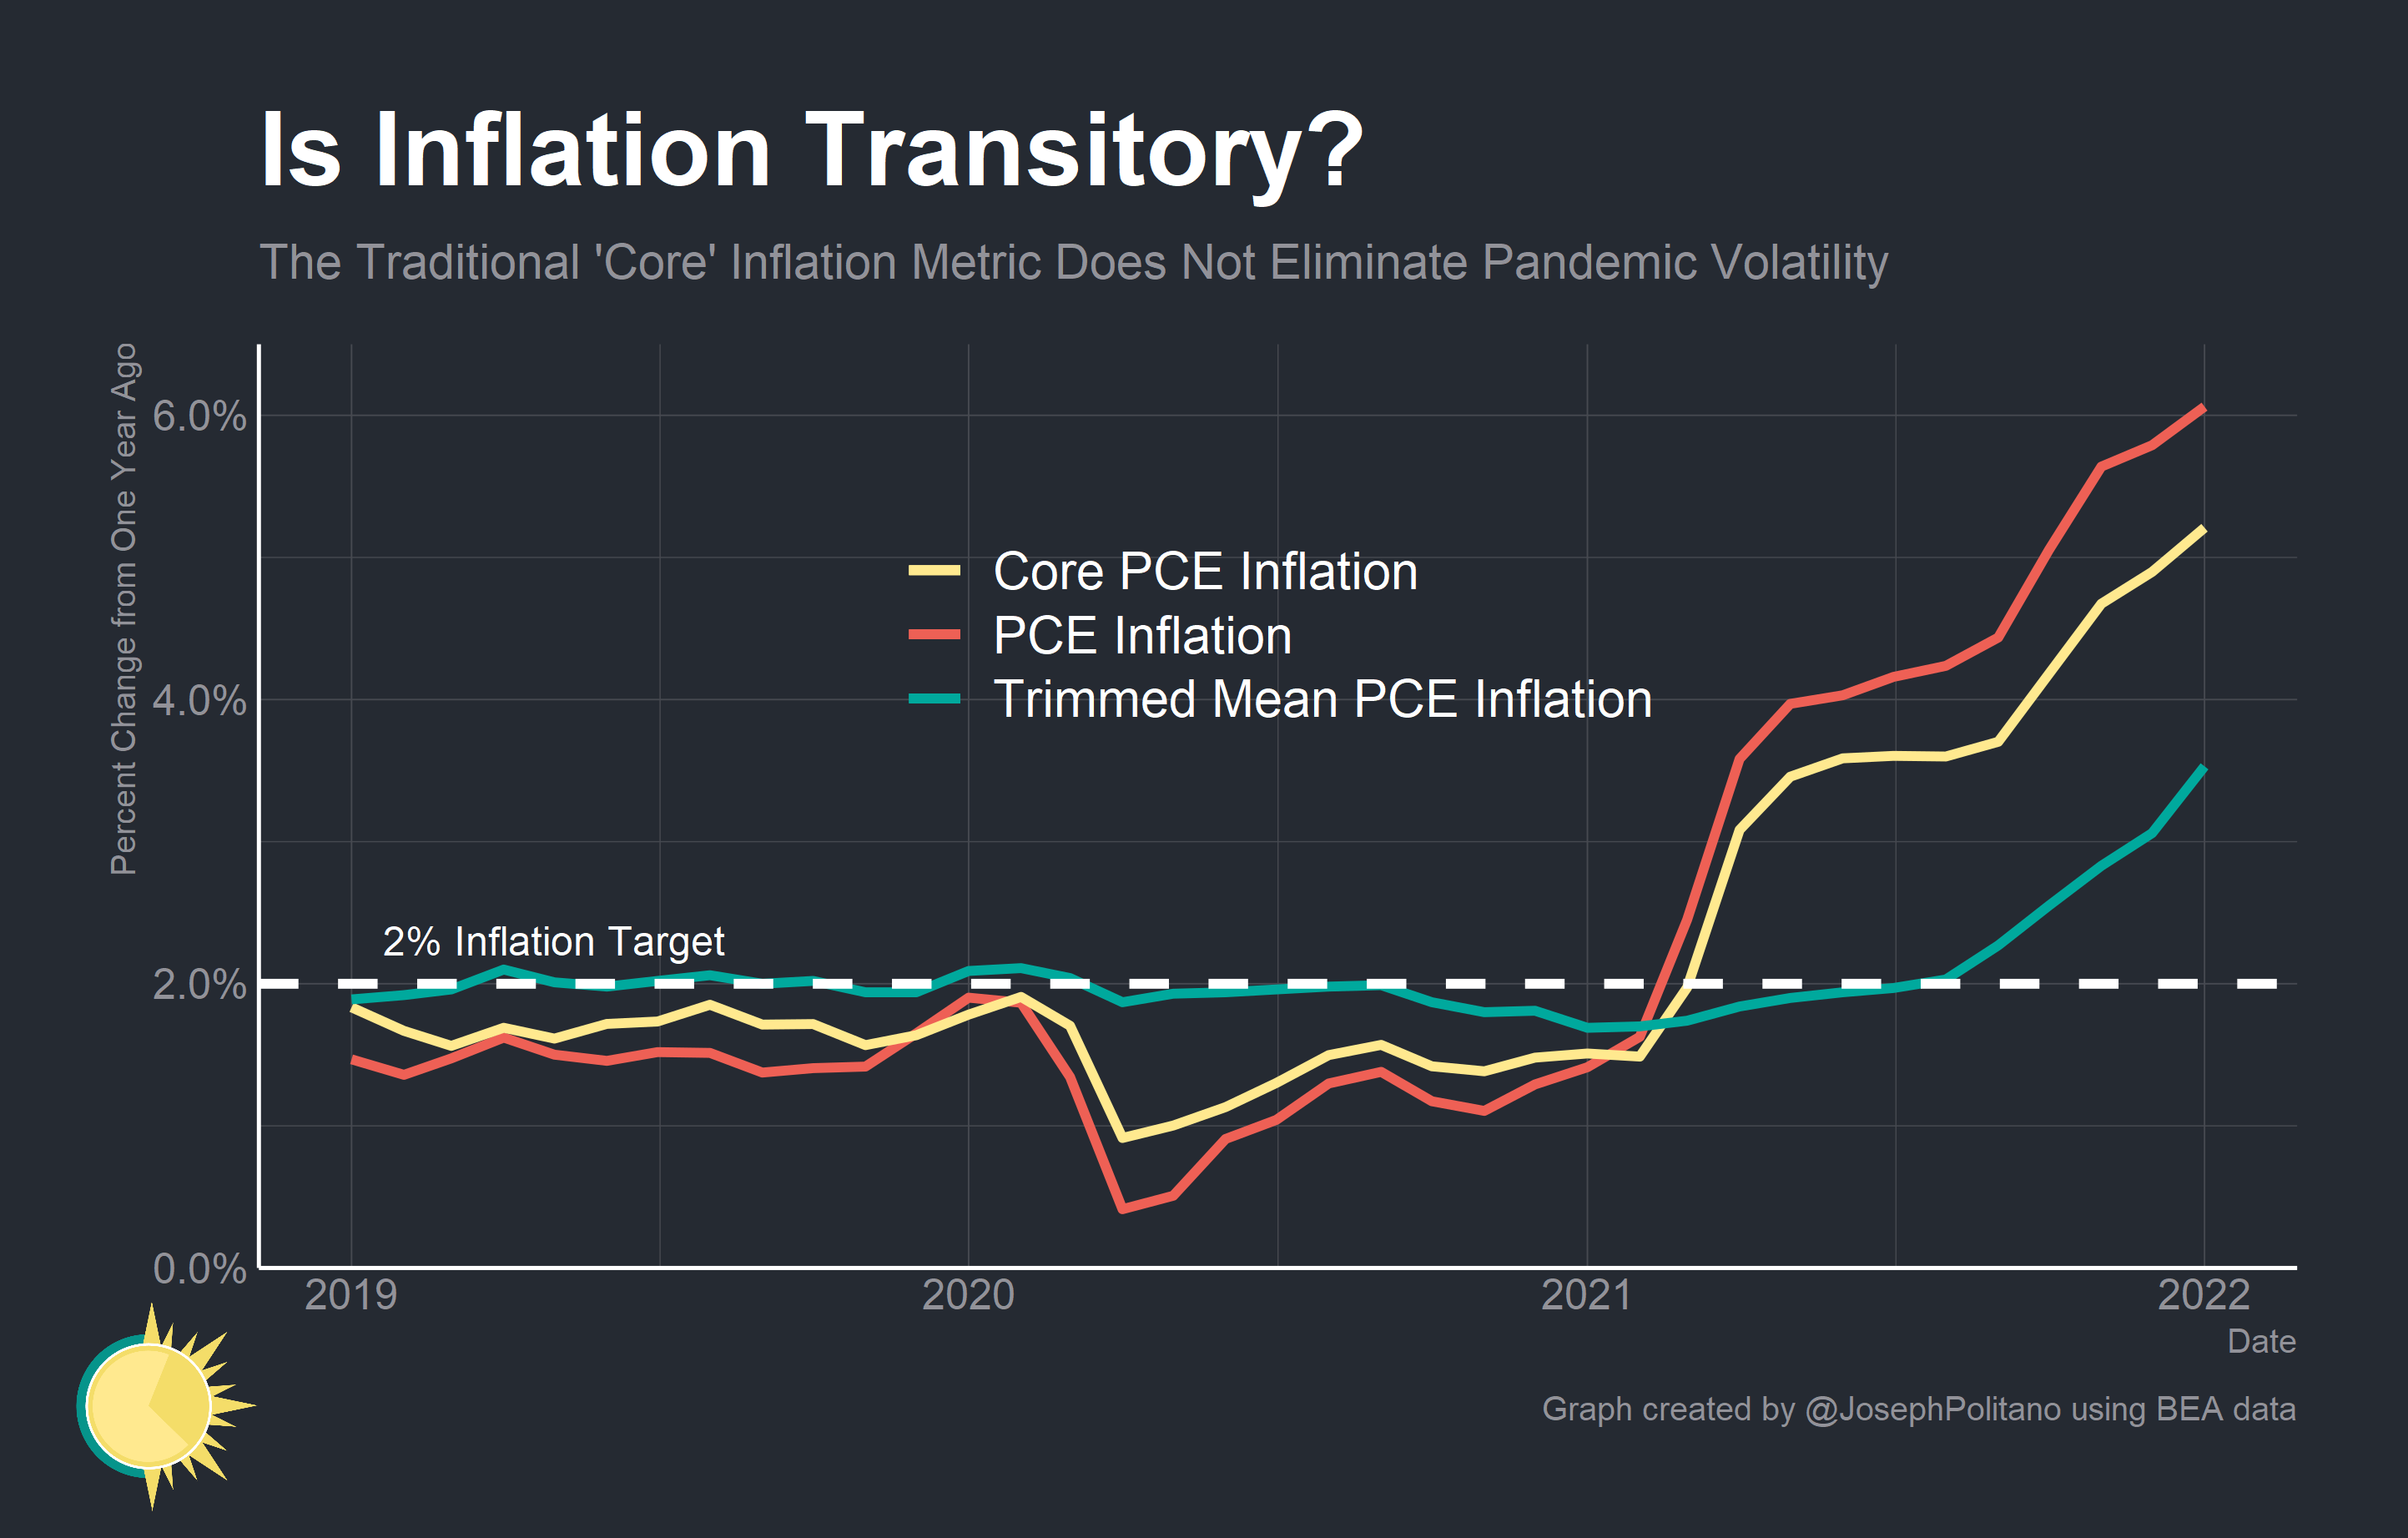 Is Inflation Transitory?
The Traditional 'Core' Inflation Metric Does Not Eliminate Pandemic Volatility
Percent Change from One Year Ago
6.0%
4.0%
2.0%
0.0%
Core PCE Inflation
PCE Inflation
Trimmed Mean PCE Inflation
2% Inflation Target
2019
2020
2021
2022
Date
Graph created by @JosephPolitano using BEA data